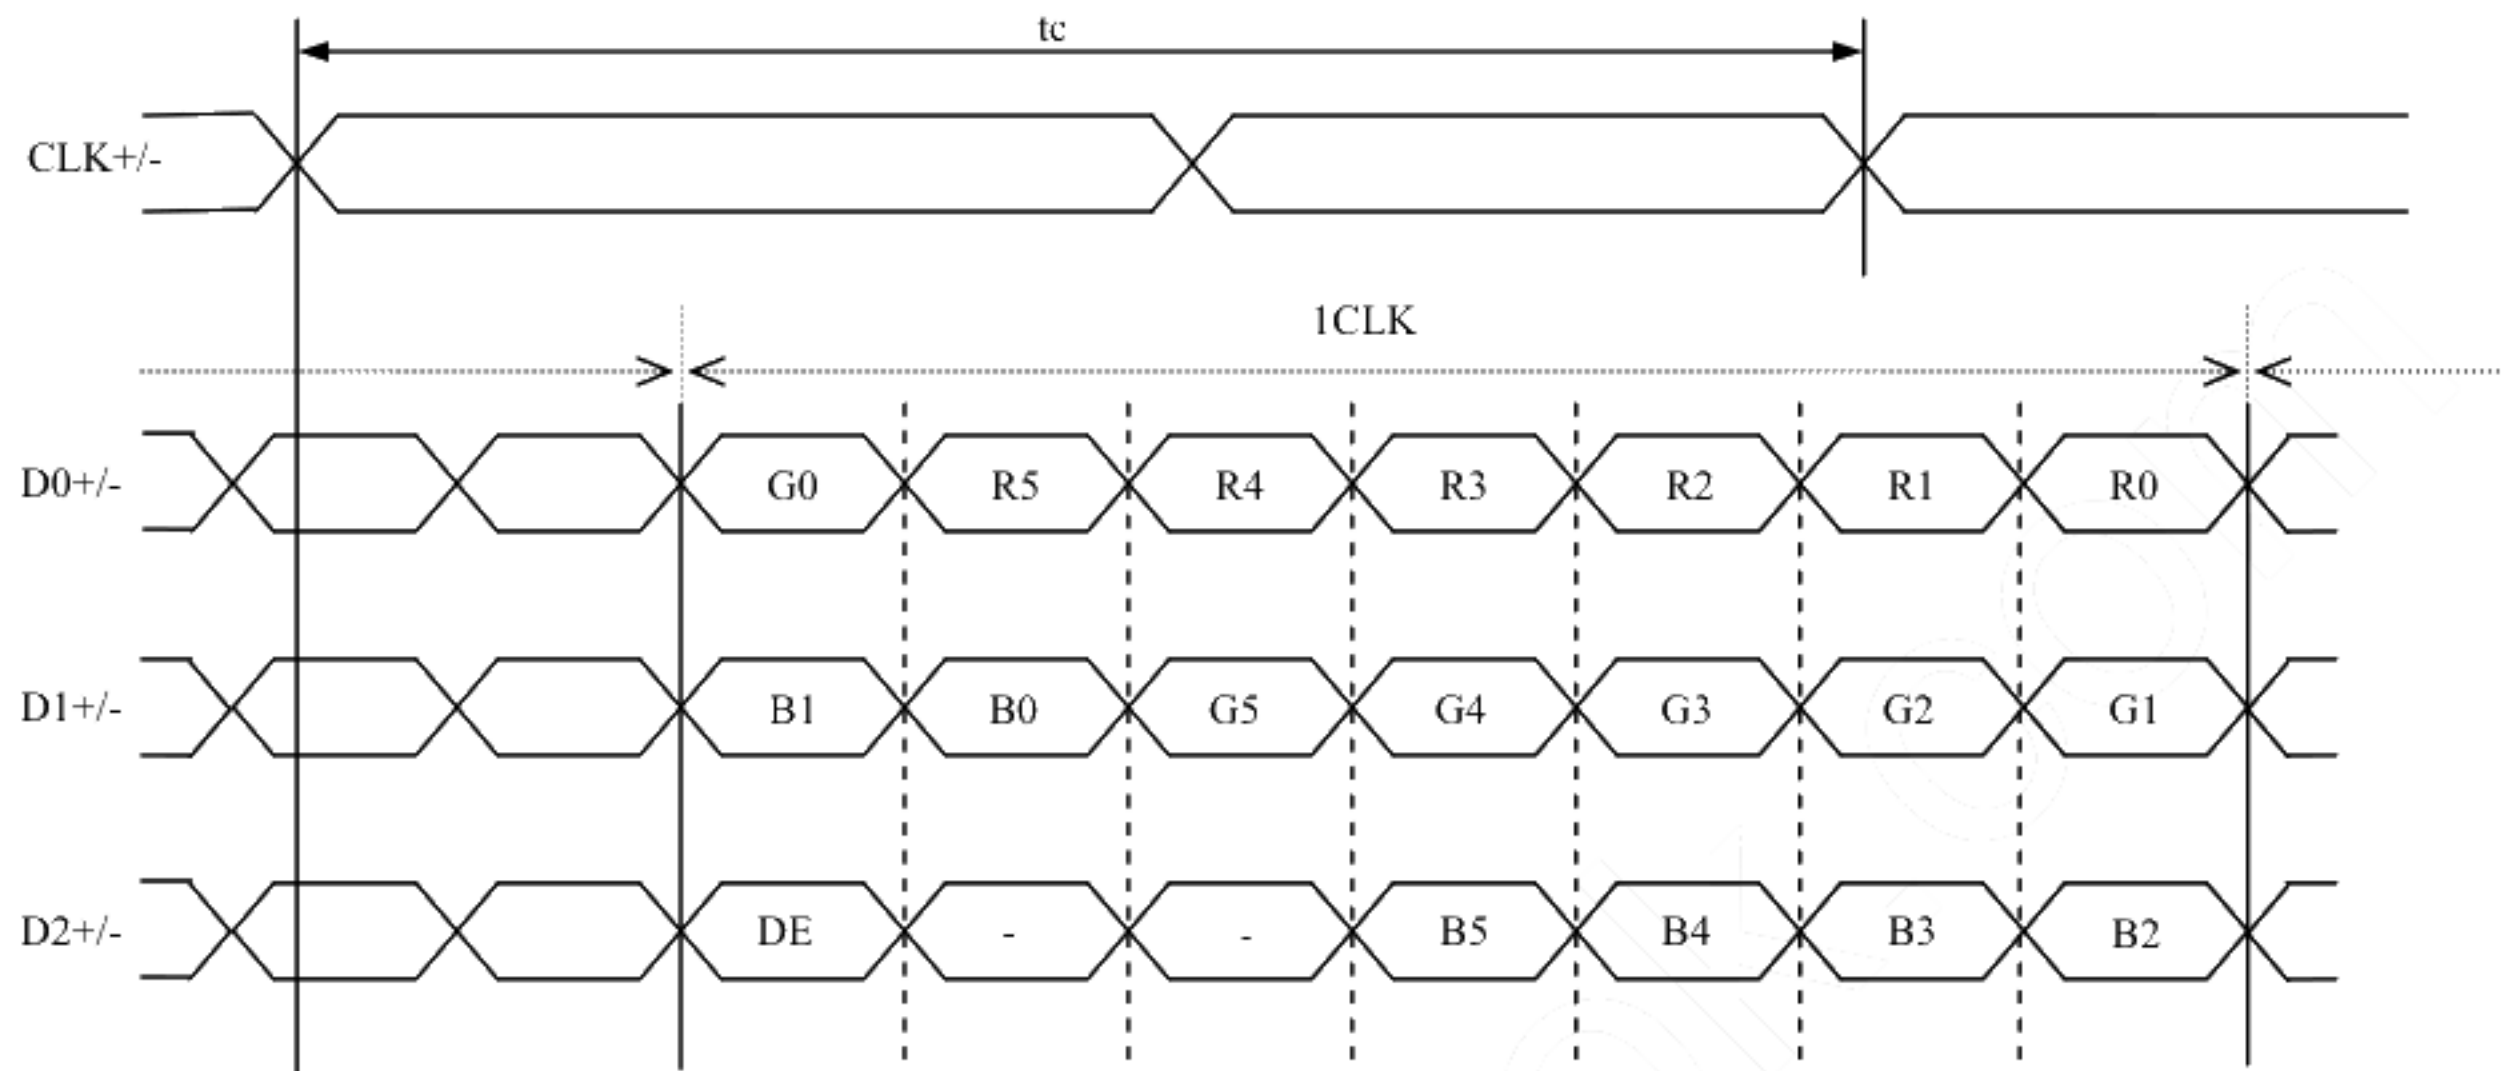 tc
CLK+/-
1CLK
D0+/- G0 R5 R4 R3 R2 R1 R0
D1+/- B1 B0 G5 G4 G3 G2 G1
D2+/- DE - - B5 B4 B3 B2